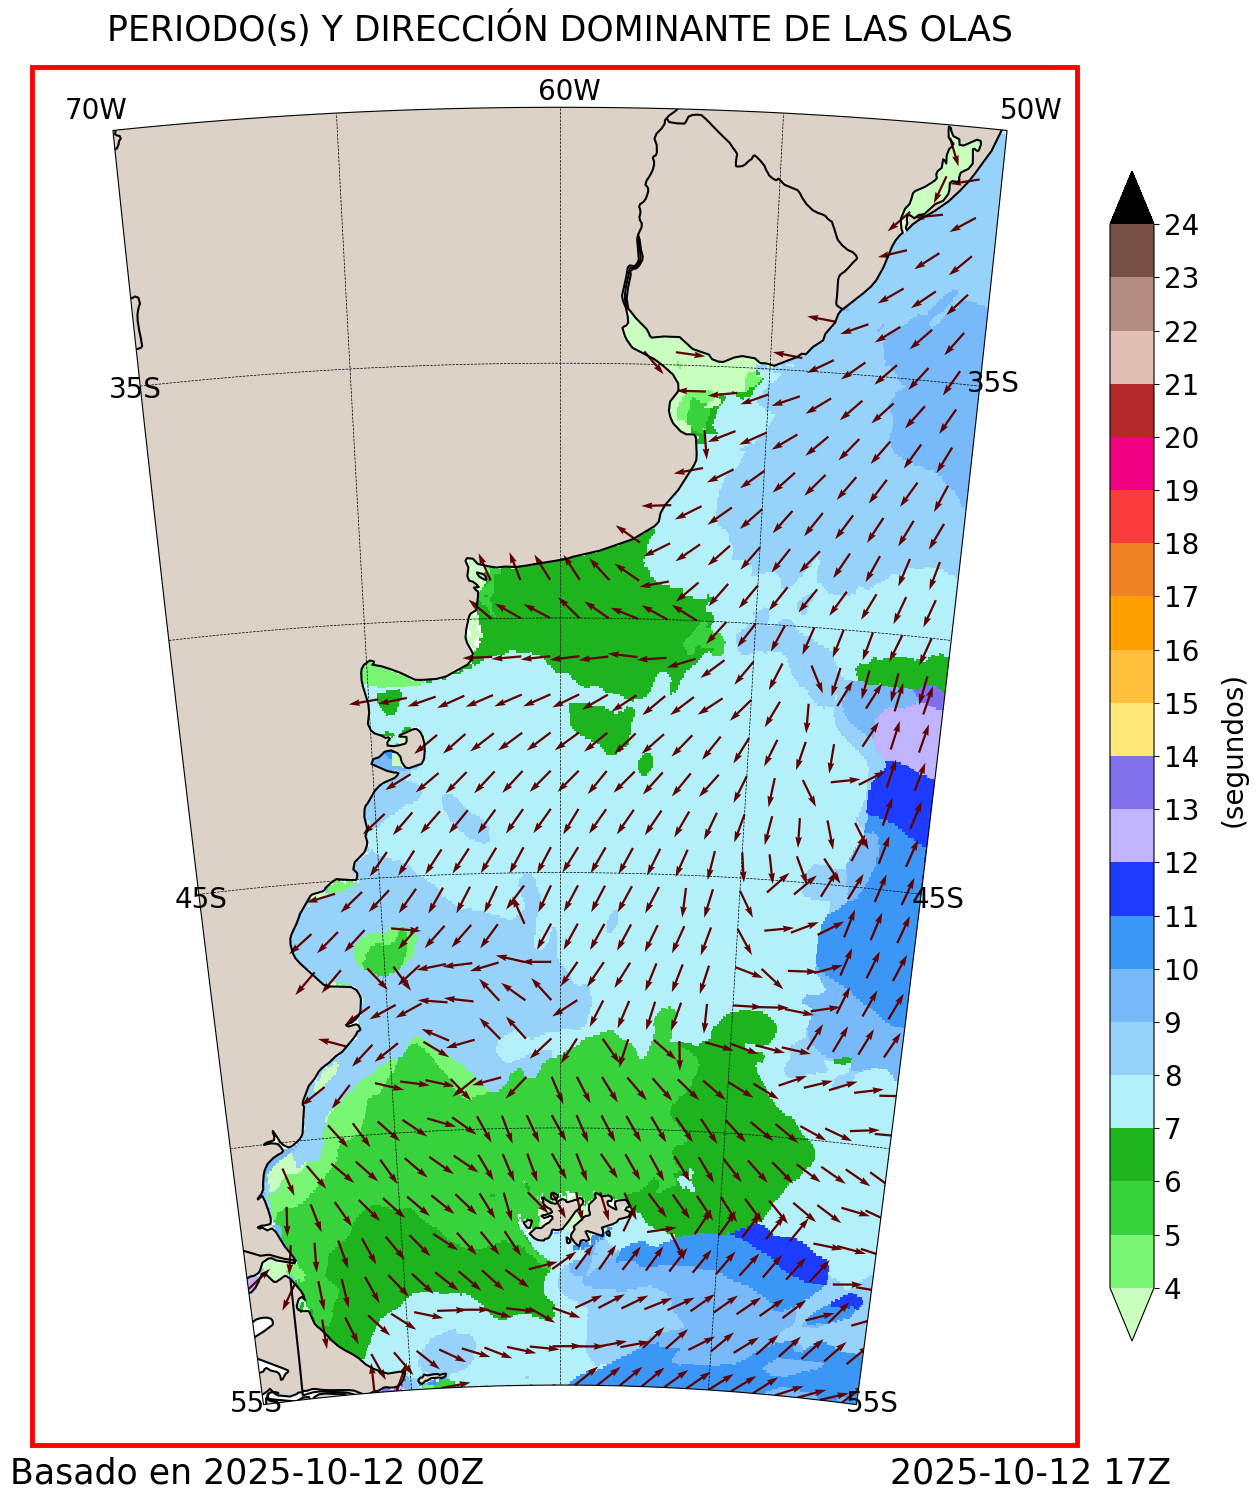 PERIODO(s) Y DIRECCIÓN DOMINANTE DE LAS OLAS
70W
60W
50W
35S
35S
45S
45S
55S
55S
24
23
22
21
20
19
18
17
16
15
14
13
12
11
10
9
8
7
6
5
4
(segundos)
Basado en 2025-10-12 00Z
2025-10-12 17Z